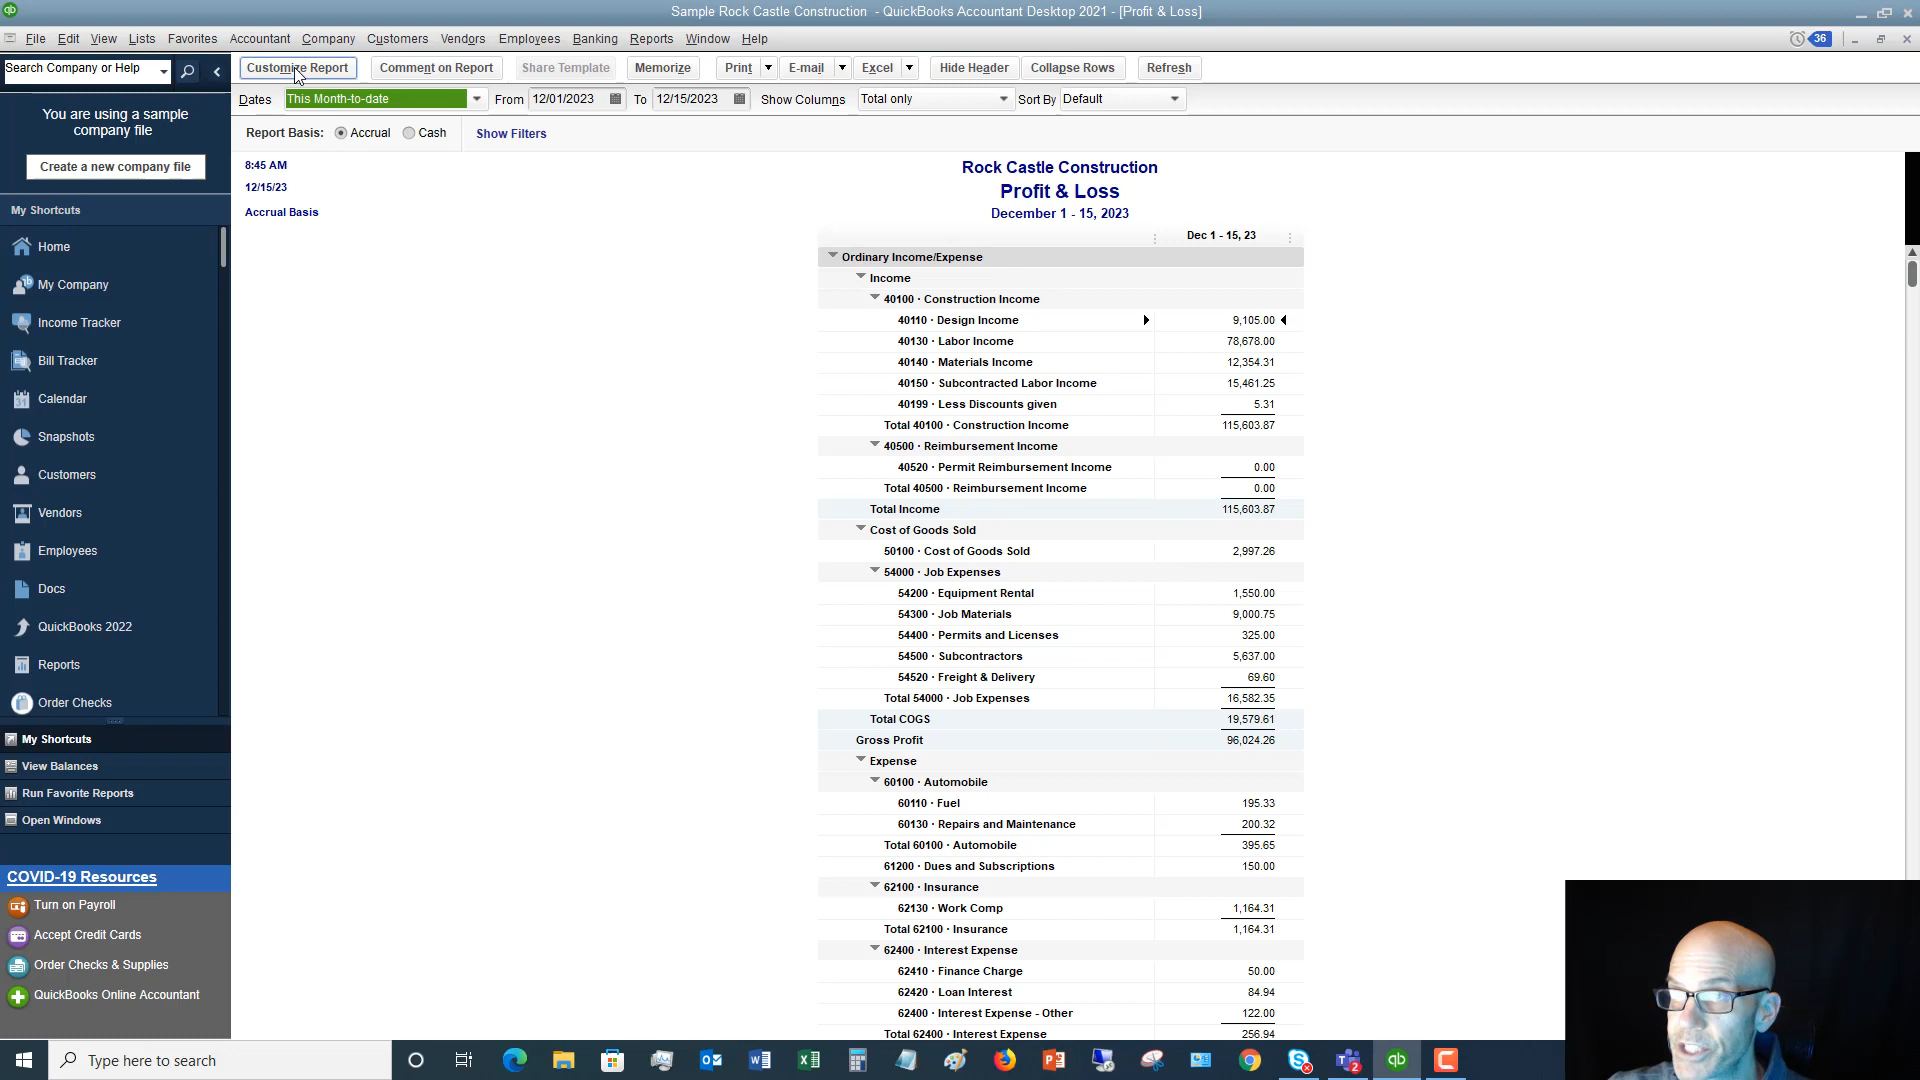 Sample Rock Castle Construction - QuickBooks Accountant Desktop 2021 - [Profit & Loss]
File Edit View Lists Favorites Accountant Company Customers Vendors Employees Banking Reports Window Help 36
Search Company or Help
Customize Report Comment on Report Share Template Memorize Print E-mail Excel Hide Header Collapse Rows Refresh
Dates This Month-to-date From 12/01/2023 To 12/15/2023 Show Columns Total only Sort By Default
Report Basis: Accrual Cash Show Filters
You are using a sample
company file
Create a new company file
My Shortcuts
Home
My Company
Income Tracker
Bill Tracker
Calendar
Snapshots
Customers
Vendors
Employees
Docs
QuickBooks 2022
Reports
Order Checks
My Shortcuts
View Balances
Run Favorite Reports
Open Windows
COVID-19 Resources
Turn on Payroll
Accept Credit Cards
Order Checks & Supplies
QuickBooks Online Accountant
8:45 AM
12/15/23
Accrual Basis
Rock Castle Construction
Profit & Loss
December 1 - 15, 2023
Dec 1 - 15, 23
Ordinary Income/Expense
Income
40100 · Construction Income
40110 · Design Income 9,105.00
40130 · Labor Income 78,678.00
40140 · Materials Income 12,354.31
40150 · Subcontracted Labor Income 15,461.25
40199 · Less Discounts given 5.31
Total 40100 · Construction Income 115,603.87
40500 · Reimbursement Income
40520 · Permit Reimbursement Income 0.00
Total 40500 · Reimbursement Income 0.00
Total Income 115,603.87
Cost of Goods Sold
50100 · Cost of Goods Sold 2,997.26
54000 · Job Expenses
54200 · Equipment Rental 1,550.00
54300 · Job Materials 9,000.75
54400 · Permits and Licenses 325.00
54500 · Subcontractors 5,637.00
54520 · Freight & Delivery 69.60
Total 54000 · Job Expenses 16,582.35
Total COGS 19,579.61
Gross Profit 96,024.26
Expense
60100 · Automobile
60110 · Fuel 195.33
60130 · Repairs and Maintenance 200.32
Total 60100 · Automobile 395.65
61200 · Dues and Subscriptions 150.00
62100 · Insurance
62130 · Work Comp 1,164.31
Total 62100 · Insurance 1,164.31
62400 · Interest Expense
62410 · Finance Charge 50.00
62420 · Loan Interest 84.94
62400 · Interest Expense - Other 122.00
Total 62400 · Interest Expense 256.94
Type here to search